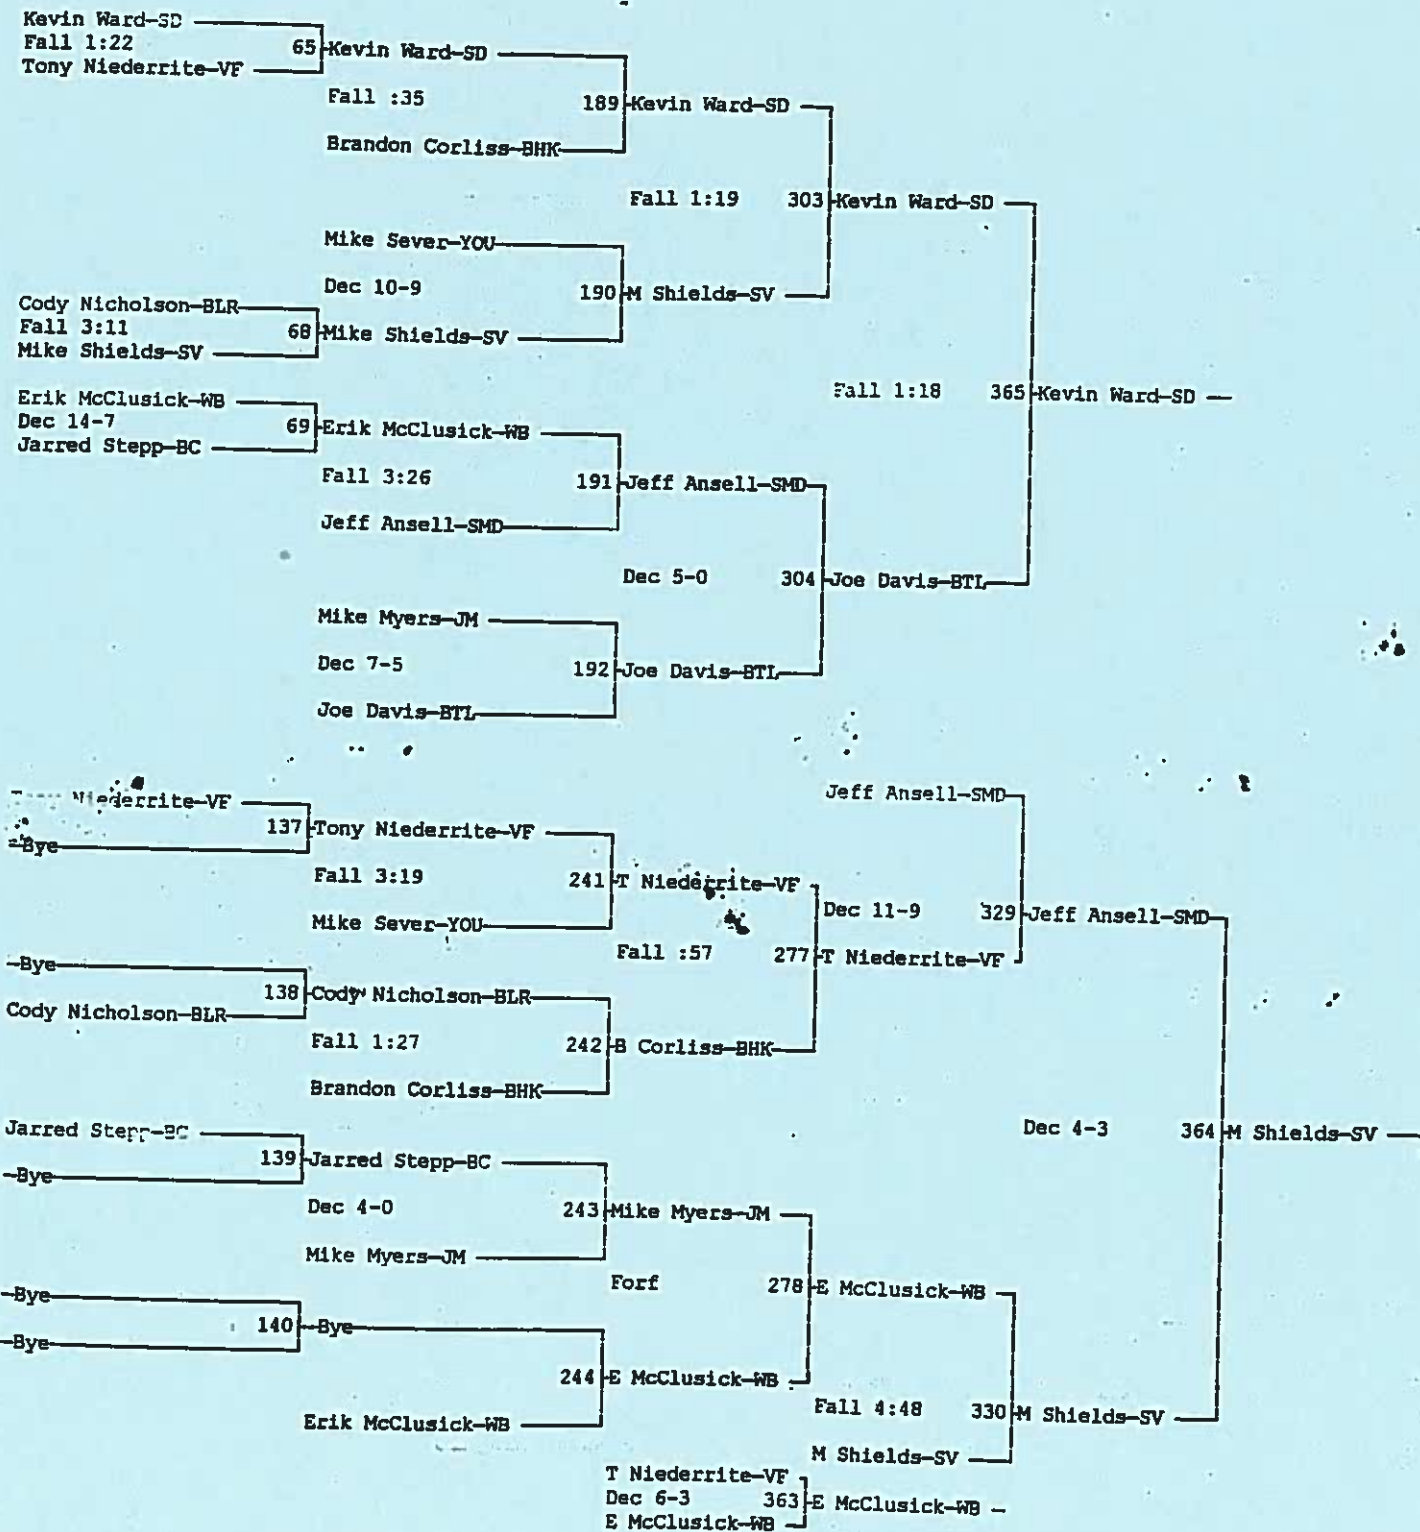 Kevin Ward-SD
Fall 1:22
Tony Niederrite-VF
65 Kevin Ward-SD
Fall :35
Brandon Corliss-BHK
189 Kevin Ward-SD
Fall 1:19
303 Kevin Ward-SD
Mike Sever-YOU
Dec 10-9
190 M Shields-SV
Cody Nicholson-BLR
Fall 3:11
Mike Shields-SV
68 Mike Shields-SV
Erik McClusick-WB
Dec 14-7
Jarred Stepp-BC
69 Erik McClusick-WB
Fall 3:26
Jeff Ansell-SMD
191 Jeff Ansell-SMD
Fall 1:18
365 Kevin Ward-SD
Dec 5-0
304 Joe Davis-BTL
Mike Myers-JM
Dec 7-5
Joe Davis-BTL
192 Joe Davis-BTL
Niederrite-VF
-Bye
137 Tony Niederrite-VF
Fall 3:19
Mike Sever-YOU
241 T Niederrite-VF
Jeff Ansell-SMD
Dec 11-9
329 Jeff Ansell-SMD
Fall :57
277 T Niederrite-VF
-Bye
Cody Nicholson-BLR
138 Cody Nicholson-BLR
Fall 1:27
Brandon Corliss-BHK
242 B Corliss-BHK
Jarred Stepp-BC
-Bye
139 Jarred Stepp-BC
Dec 4-0
Mike Myers-JM
243 Mike Myers-JM
Dec 4-3
364 M Shields-SV
Forf
278 E McClusick-WB
-Bye
-Bye
140 -Bye
Erik McClusick-WB
244 E McClusick-WB
Fall 4:48
330 M Shields-SV
M Shields-SV
T Niederrite-VF
Dec 6-3
E McClusick-WB
363 E McClusick-WB